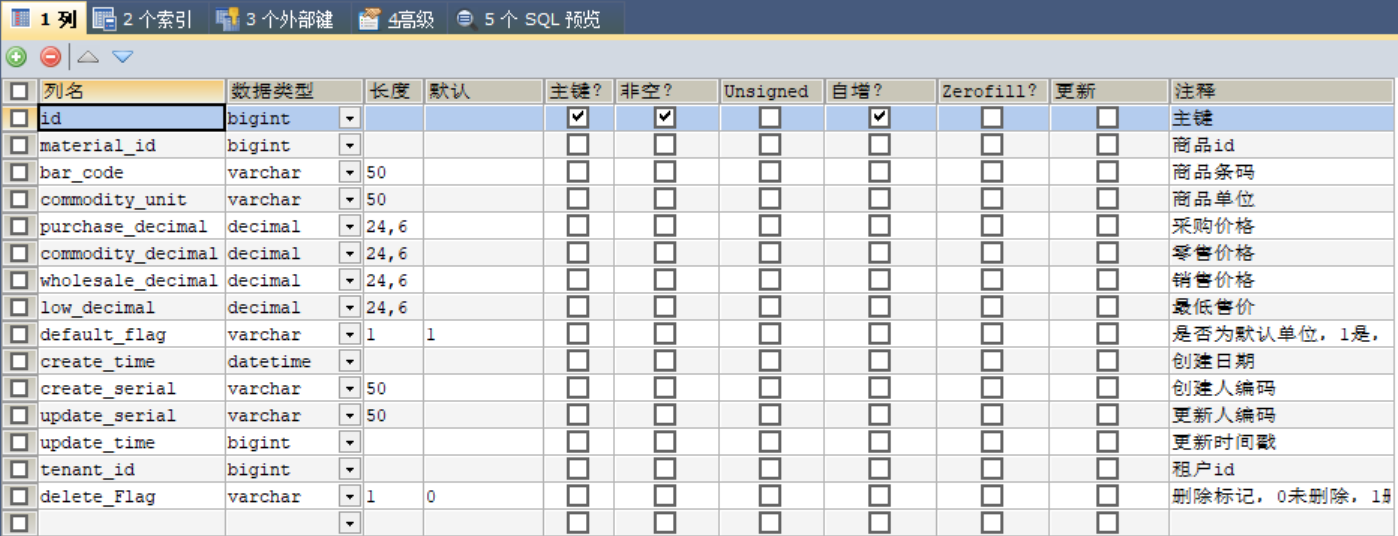 1 列 2 个索引 3 个外部键 4高级 5 个 SQL 预览
列名 数据类型 长度 默认 主键? 非空? Unsigned 自增? Zerofill? 更新 注释
id bigint 主键
material_id bigint 商品id
bar_code varchar 50 商品条码
commodity_unit varchar 50 商品单位
purchase_decimal decimal 24,6 采购价格
commodity_decimal decimal 24,6 零售价格
wholesale_decimal decimal 24,6 销售价格
low_decimal decimal 24,6 最低售价
default_flag varchar 1 1 是否为默认单位，1是，
create_time datetime 创建日期
create_serial varchar 50 创建人编码
update_serial varchar 50 更新人编码
update_time bigint 更新时间戳
tenant_id bigint 租户id
delete_Flag varchar 1 0 删除标记，0未删除，1